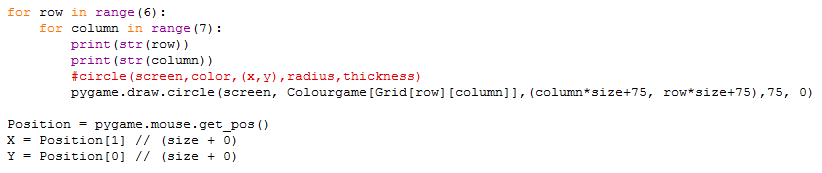 for row in range(6):
    for column in range(7):
        print(str(row))
        print(str(column))
        #circle(screen,color,(x,y),radius,thickness)
        pygame.draw.circle(screen, Colourgame[Grid[row][column]],(column*size+75, row*size+75),75, 0)

Position = pygame.mouse.get_pos()
X = Position[1] // (size + 0)
Y = Position[0] // (size + 0)